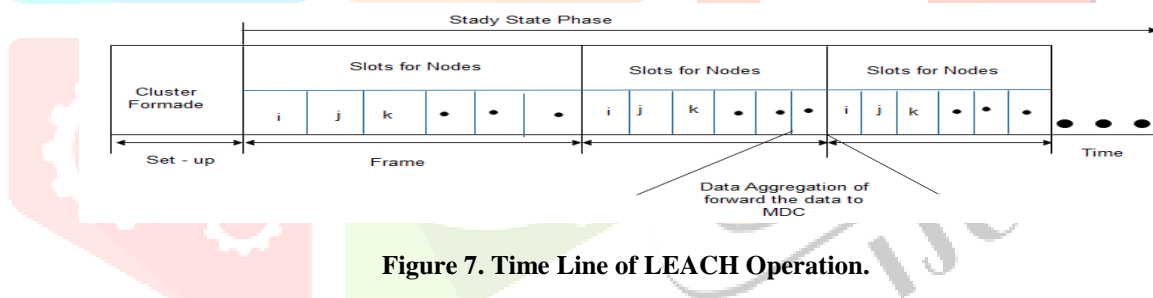 Stady State Phase
Slots for Nodes
Slots for Nodes
Slots for Nodes
Cluster
Formade
i j k • • •
i j k • • •
i j k • • •
• • •
Set - up
Frame
Time
Data Aggregation of
forward the data to
MDC
Figure 7. Time Line of LEACH Operation.